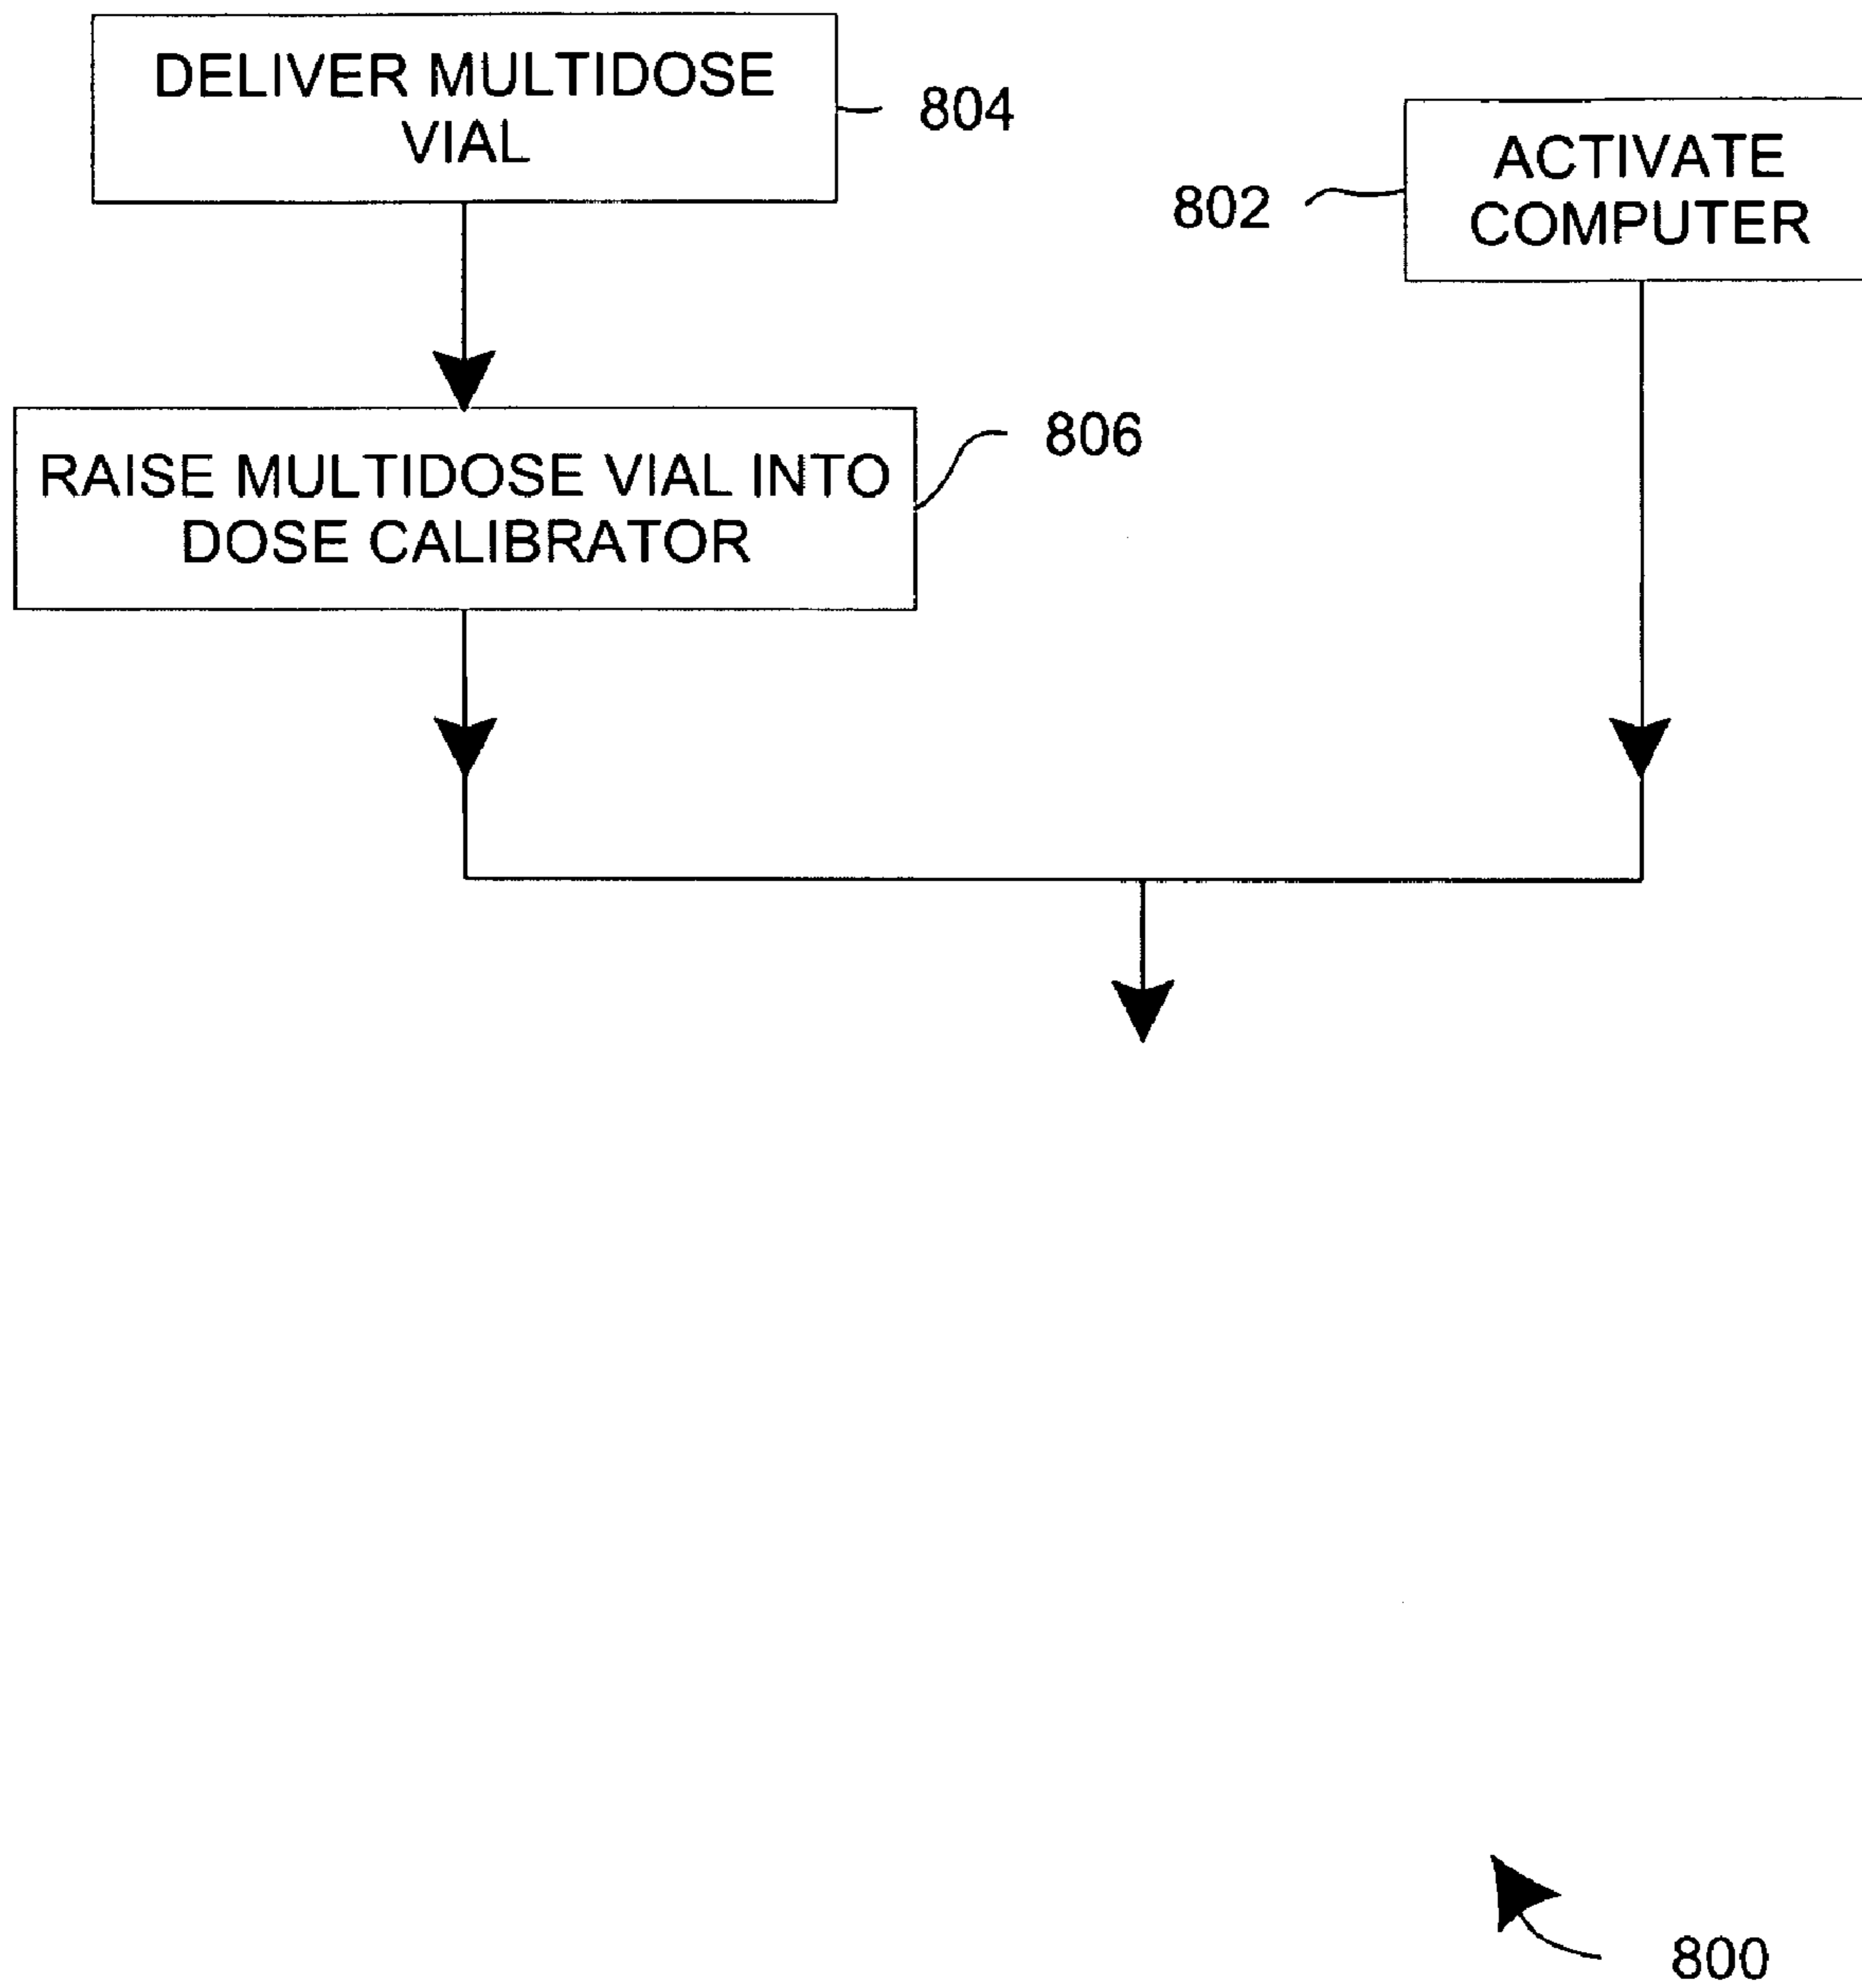 DELIVER MULTIDOSE
VIAL
804
ACTIVATE
COMPUTER
802
RAISE MULTIDOSE VIAL INTO
DOSE CALIBRATOR
806
800